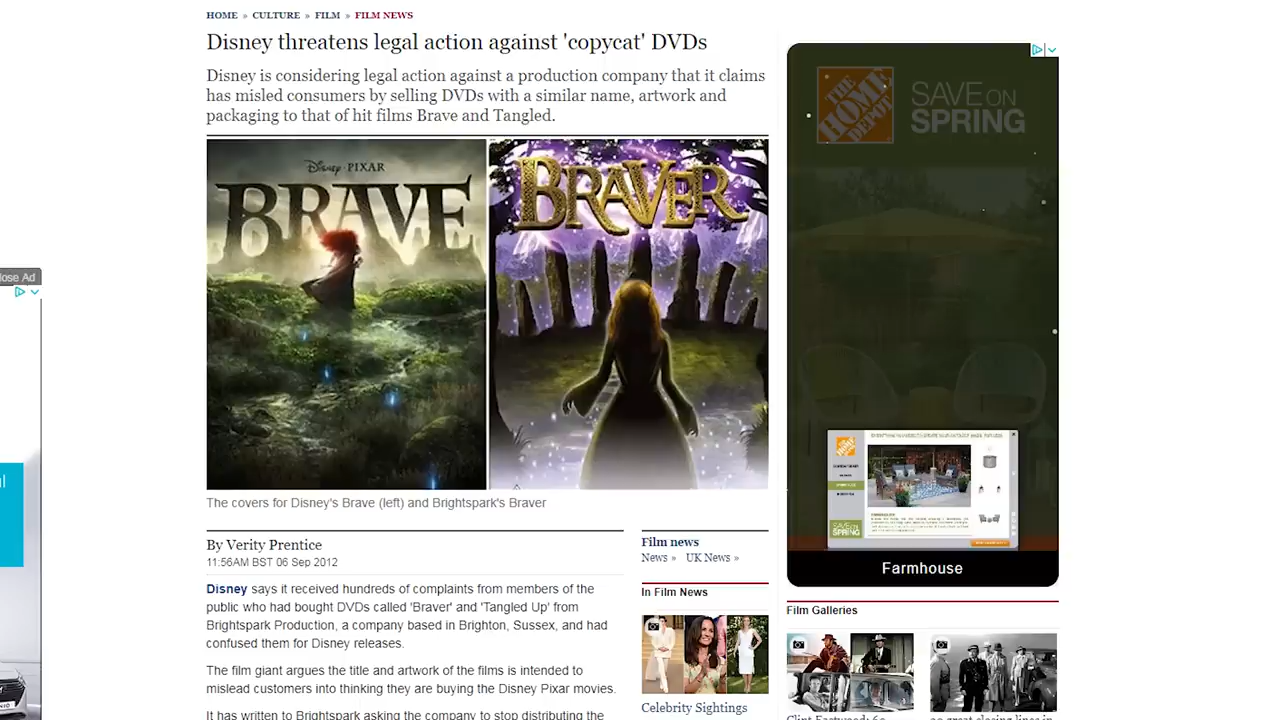 HOME » CULTURE » FILM » FILM NEWS
Disney threatens legal action against 'copycat' DVDs
Disney is considering legal action against a production company that it claims
has misled consumers by selling DVDs with a similar name, artwork and
packaging to that of hit films Brave and Tangled.
Disney · PIXAR
BRAVE
BRAVER
The covers for Disney's Brave (left) and Brightspark's Braver
By Verity Prentice
11:56AM BST 06 Sep 2012
Disney says it received hundreds of complaints from members of the
public who had bought DVDs called 'Braver' and 'Tangled Up' from
Brightspark Production, a company based in Brighton, Sussex, and had
confused them for Disney releases.
The film giant argues the title and artwork of the films is intended to
mislead customers into thinking they are buying the Disney Pixar movies.
It has written to Brightspark asking the company to stop distributing the
Film news
News » UK News »
In Film News
Celebrity Sightings
THE HOME DEPOT
SAVE ON
SPRING
SAVE ON
SPRING
Farmhouse
Film Galleries
lose Ad